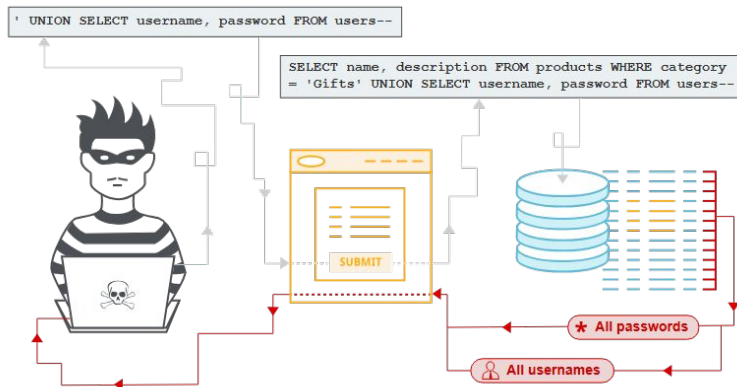 ' UNION SELECT username, password FROM users--
SELECT name, description FROM products WHERE category
= 'Gifts' UNION SELECT username, password FROM users--
SUBMIT
* All passwords
All usernames